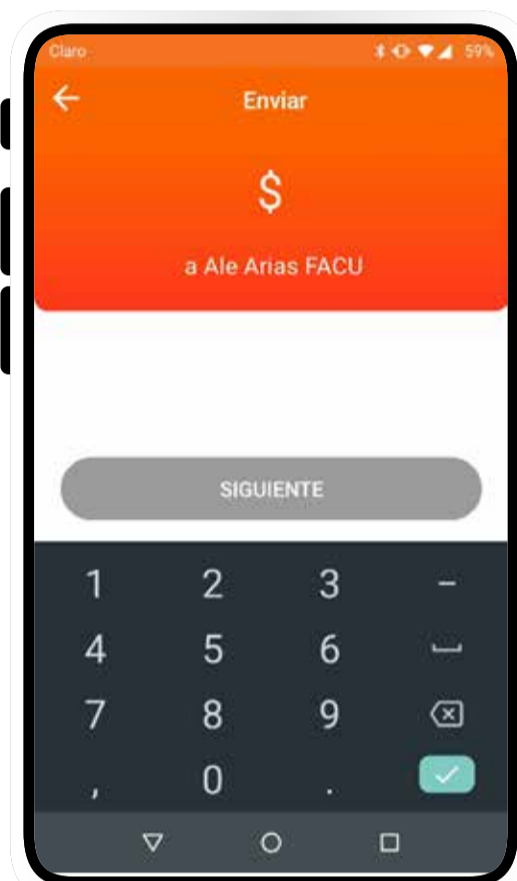 Claro 59%
Enviar
$
a Ale Arias FACU
SIGUIENTE
1 2 3 -
4 5 6
7 8 9
, 0 .